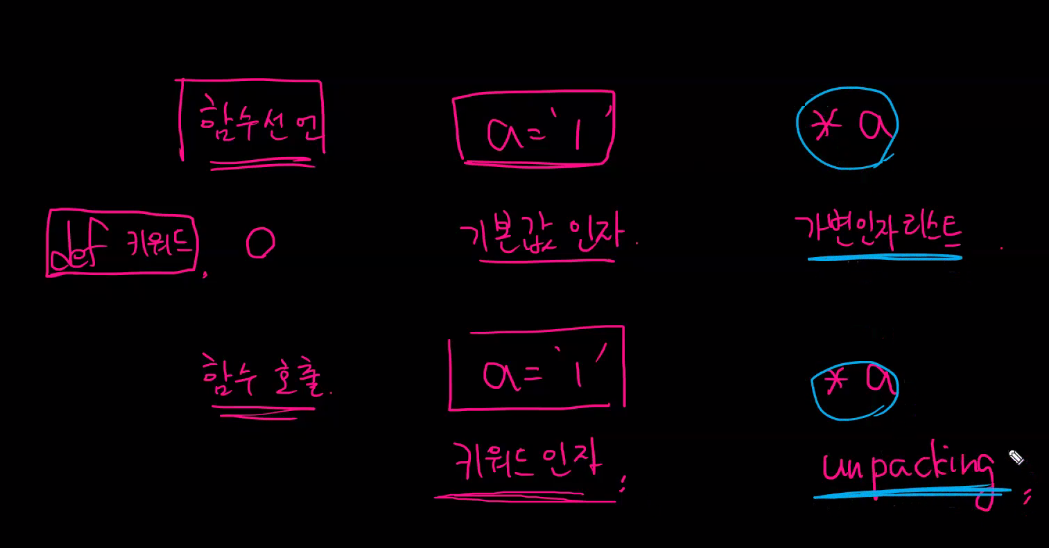 함수선언 a='1' * a
def 키워드, O 기본값 인자. 가변인자 리스트.
함수 호출. a='1' * a
키워드 인자; unpacking;